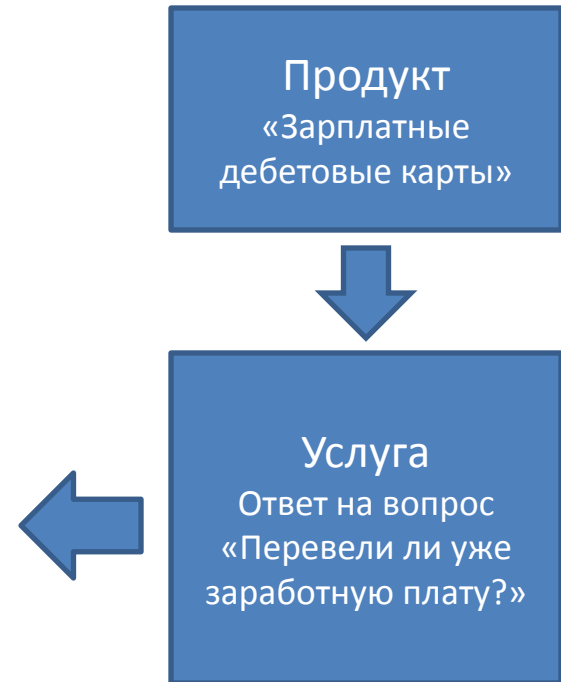 Продукт
«Зарплатные
дебетовые карты»
Услуга
Ответ на вопрос
«Перевели ли уже
заработную плату?»